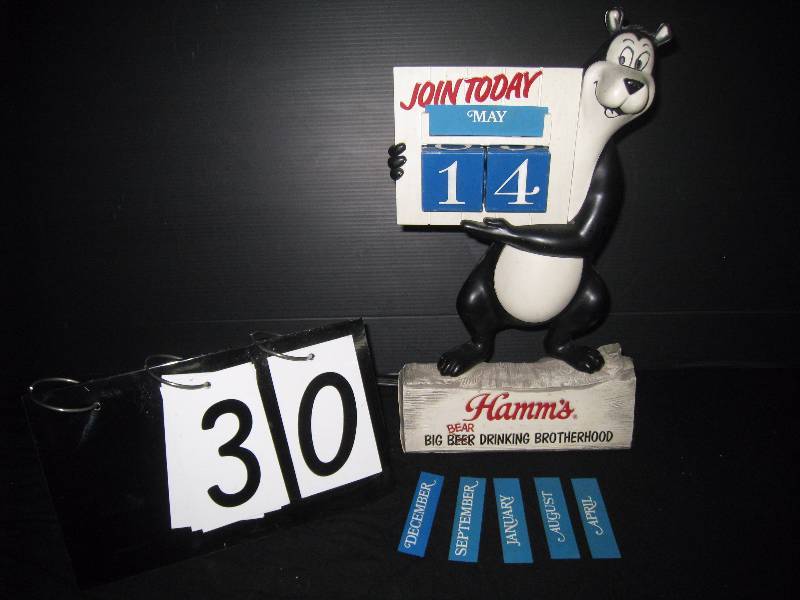 JOIN TODAY
MAY
14
30
Hamm's®
BEAR
BIG BEER DRINKING BROTHERHOOD
DECEMBER
SEPTEMBER
JANUARY
AUGUST
APRIL